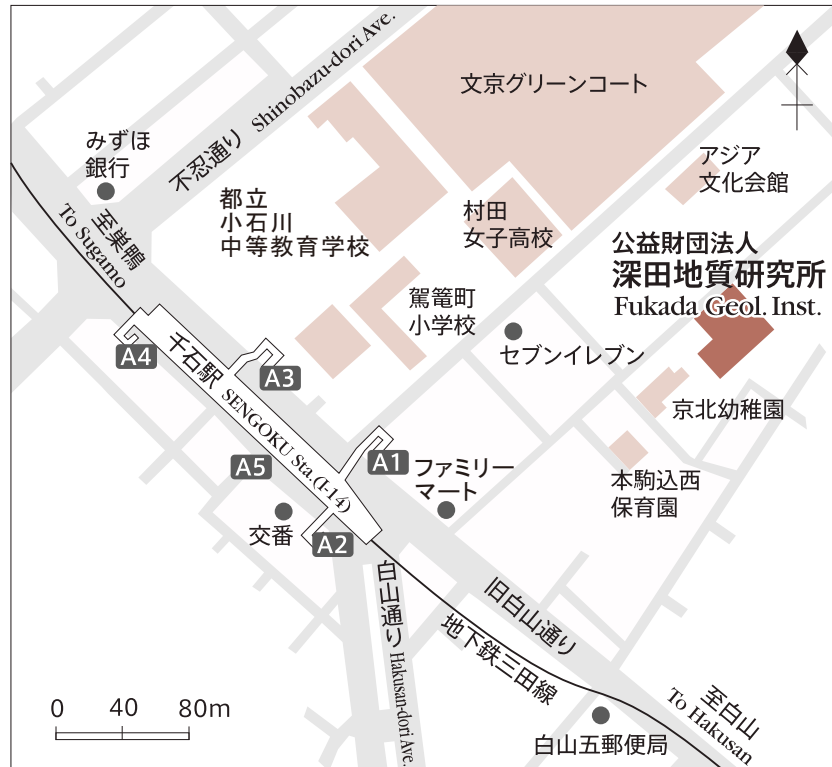 不忍通り Shinobazu-dori Ave.
文京グリーンコート
みずほ
銀行
至巣鴨
To Sugamo
都立
小石川
中等教育学校
村田
女子高校
アジア
文化会館
公益財団法人
深田地質研究所
Fukada Geol. Inst.
駕篭町
小学校
セブンイレブン
京北幼稚園
本駒込西
保育園
A4
千石駅 SENGOKU Sta.(I-14)
A3
A1
A5
A2
ファミリー
マート
交番
白山通り Hakusan-dori Ave.
旧白山通り
地下鉄三田線
至白山
To Hakusan
白山五郵便局
0 40 80m